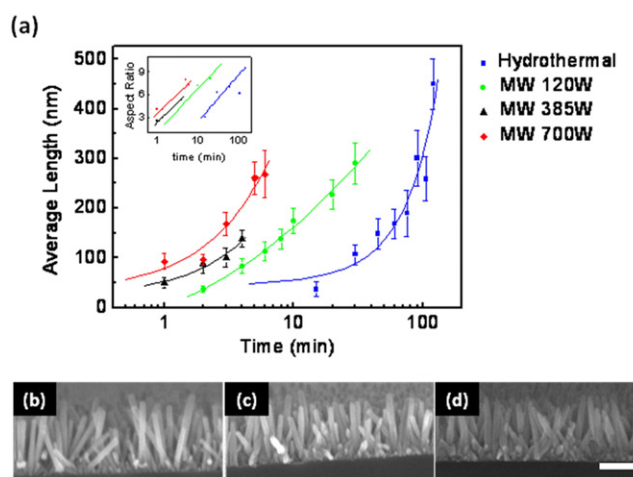 (a)
500
400
300
200
100
0
Average Length (nm)
9
6
3
Aspect Ratio
1 10 100
time (min)
1 10 100
Time (min)
Hydrothermal
MW 120W
MW 385W
MW 700W
(b) (c) (d)